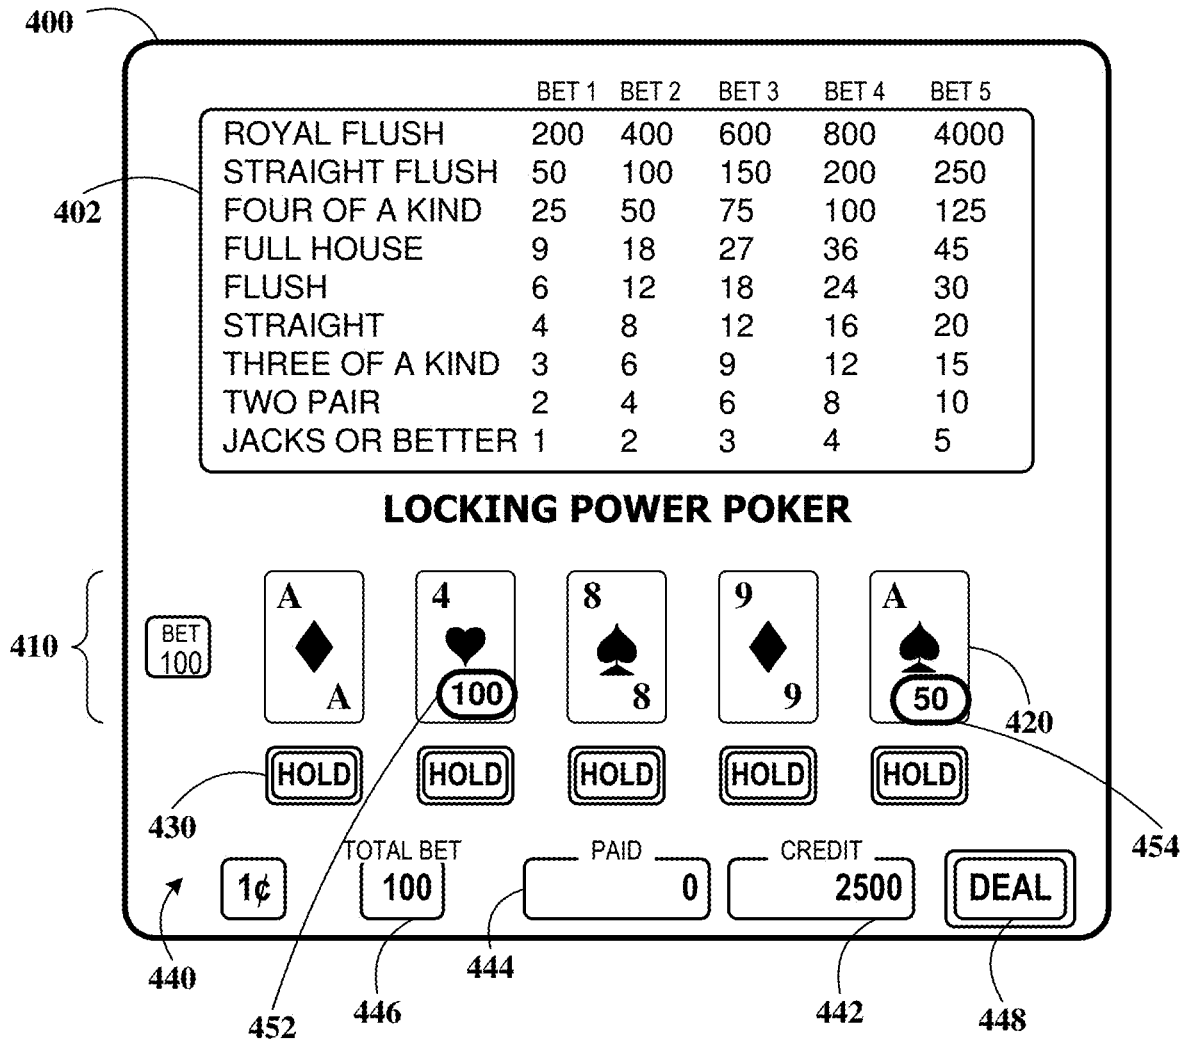 400
BET 1 BET 2 BET 3 BET 4 BET 5
ROYAL FLUSH 200 400 600 800 4000
STRAIGHT FLUSH 50 100 150 200 250
402
FOUR OF A KIND 25 50 75 100 125
FULL HOUSE 9 18 27 36 45
FLUSH 6 12 18 24 30
STRAIGHT 4 8 12 16 20
THREE OF A KIND 3 6 9 12 15
TWO PAIR 2 4 6 8 10
JACKS OR BETTER 1 2 3 4 5
LOCKING POWER POKER
A 4 8 9 A
410
BET
100
A 100 8 9 50
420
HOLD HOLD HOLD HOLD HOLD
430
454
TOTAL BET PAID CREDIT
1¢ 100 0 2500 DEAL
440
444
452
446
442
448